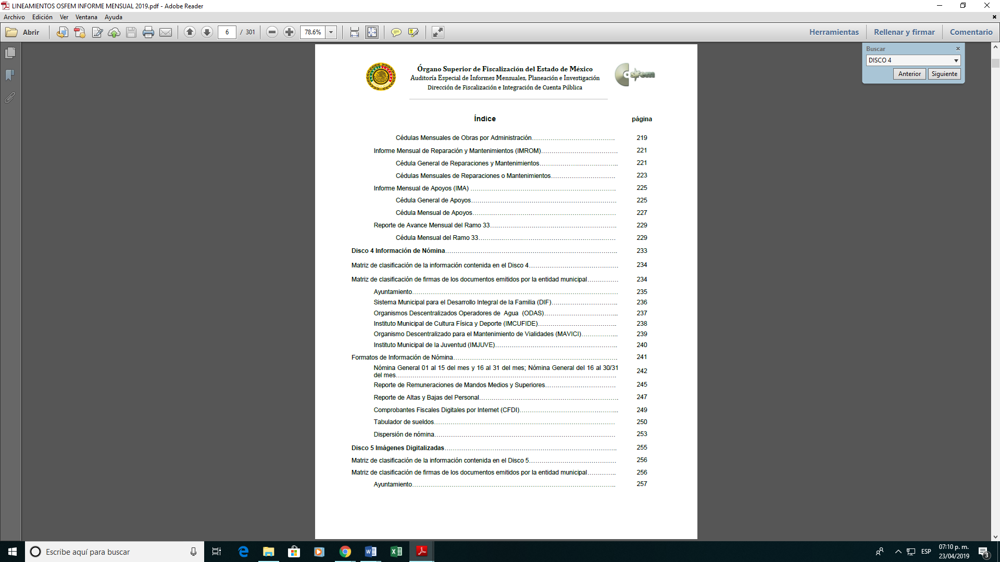 LINEAMIENTOS OSFEM INFORME MENSUAL 2019.pdf - Adobe Reader
Archivo Edición Ver Ventana Ayuda
Abrir 6 / 301 78.6% Herramientas Rellenar y firmar Comentario
Buscar
DISCO 4
Anterior Siguiente
Órgano Superior de Fiscalización del Estado de México
Auditoría Especial de Informes Mensuales, Planeación e Investigación
Dirección de Fiscalización e Integración de Cuenta Pública
osfem
Índice página
Cédulas Mensuales de Obras por Administración…………………………………. 219
Informe Mensual de Reparación y Mantenimientos (IMROM)………………………………. 221
Cédula General de Reparaciones y Mantenimientos……………………………….. 221
Cédulas Mensuales de Reparaciones o Mantenimientos…………………………. 223
Informe Mensual de Apoyos (IMA) ……………………………………………………………. 225
Cédula General de Apoyos……………………………………………………………. 225
Cédula Mensual de Apoyos…………………………………………………………… 227
Reporte de Avance Mensual del Ramo 33……………………………………………………. 229
Cédula Mensual del Ramo 33………………………………………………………… 229
Disco 4 Información de Nómina………………………………………………………………………. 233
Matriz de clasificación de la información contenida en el Disco 4……………………………………. 234
Matriz de clasificación de firmas de los documentos emitidos por la entidad municipal…………… 234
Ayuntamiento……………………………………………………………………………………… 235
Sistema Municipal para el Desarrollo Integral de la Familia (DIF)………………………….. 236
Organismos Descentralizados Operadores de Agua (ODAS)…………………………….. 237
Instituto Municipal de Cultura Física y Deporte (IMCUFIDE)……………………………….. 238
Organismo Descentralizado para el Mantenimiento de Vialidades (MAVICI)…………….. 239
Instituto Municipal de la Juventud (IMJUVE)………………………………………………….. 240
Formatos de Información de Nómina……………………………………………………………………. 241
Nómina General 01 al 15 del mes y 16 al 31 del mes; Nómina General del 16 al 30/31
del mes…………………………………………………………………………………………… 242
Reporte de Remuneraciones de Mandos Medios y Superiores……………………………. 245
Reporte de Altas y Bajas del Personal…………………………………………………………. 247
Comprobantes Fiscales Digitales por Internet (CFDI)……………………………………….. 249
Tabulador de sueldos…………………………………………………………………………… 250
Dispersión de nómina…………………………………………………………………………… 253
Disco 5 Imágenes Digitalizadas………………………………………………………………………. 255
Matriz de clasificación de la información contenida en el Disco 5…………………………………… 256
Matriz de clasificación de firmas de los documentos emitidos por la entidad municipal………….. 256
Ayuntamiento…………………………………………………………………………………….. 257
Escribe aquí para buscar
ESP
07:10 p. m.
23/04/2019
3